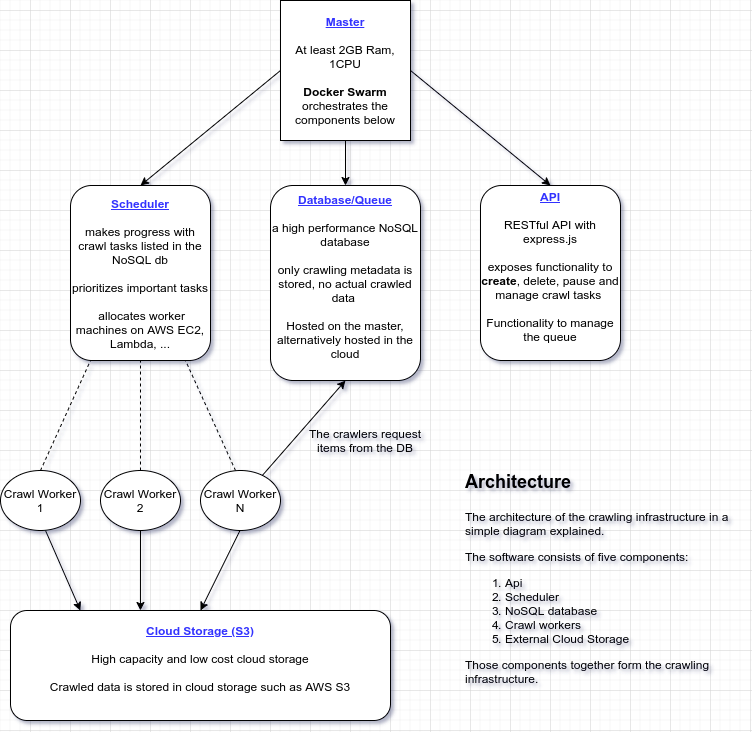 Master
At least 2GB Ram,
1CPU
Docker Swarm
orchestrates the
components below
Scheduler
makes progress with
crawl tasks listed in the
NoSQL db
prioritizes important tasks
allocates worker
machines on AWS EC2,
Lambda, ...
Database/Queue
a high performance NoSQL
database
only crawling metadata is
stored, no actual crawled
data
Hosted on the master,
alternatively hosted in the
cloud
API
RESTful API with
express.js
exposes functionality to
create, delete, pause and
manage crawl tasks
Functionality to manage
the queue
The crawlers request
items from the DB
Crawl Worker
1
Crawl Worker
2
Crawl Worker
N
Cloud Storage (S3)
High capacity and low cost cloud storage
Crawled data is stored in cloud storage such as AWS S3
Architecture
The architecture of the crawling infrastructure in a
simple diagram explained.
The software consists of five components:
1. Api
2. Scheduler
3. NoSQL database
4. Crawl workers
5. External Cloud Storage
Those components together form the crawling
infrastructure.